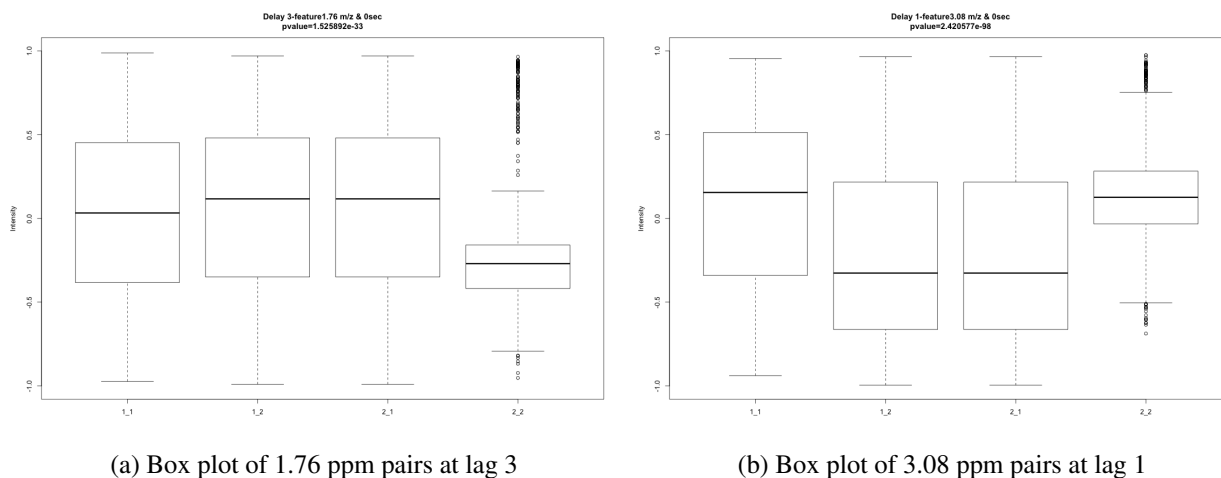 Delay 3-feature1.76 m/z & 0sec
pvalue=1.525892e-33
Intensity
1.0
0.5
0.0
-0.5
-1.0
1_1 1_2 2_1 2_2
(a) Box plot of 1.76 ppm pairs at lag 3
Delay 1-feature3.08 m/z & 0sec
pvalue=2.420577e-98
Intensity
1.0
0.5
0.0
-0.5
-1.0
1_1 1_2 2_1 2_2
(b) Box plot of 3.08 ppm pairs at lag 1